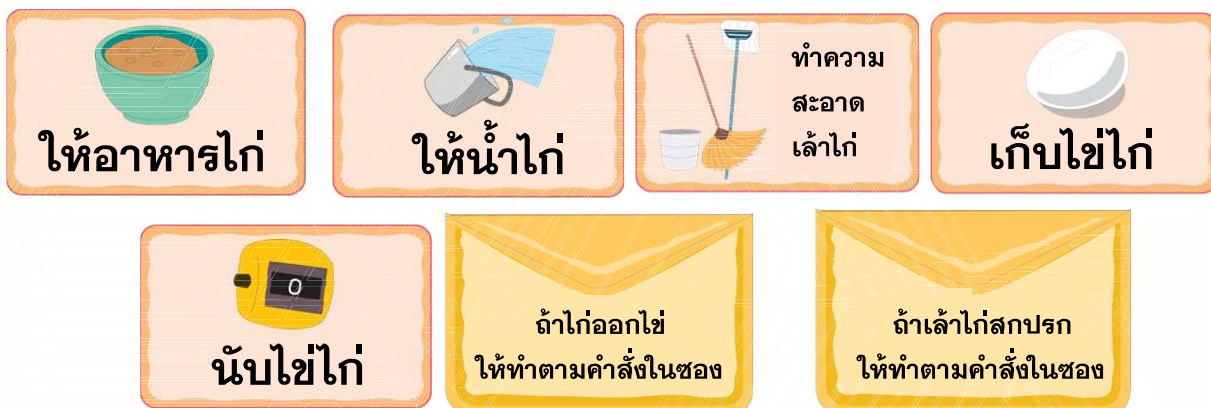 ให้อาหารไก่
ให้น้ำไก่
ทำความ
สะอาด
เล้าไก่
เก็บไข่ไก่
0
นับไข่ไก่
ถ้าไก่ออกไข่
ให้ทำตามคำสั่งในซอง
ถ้าเล้าไก่สกปรก
ให้ทำตามคำสั่งในซอง